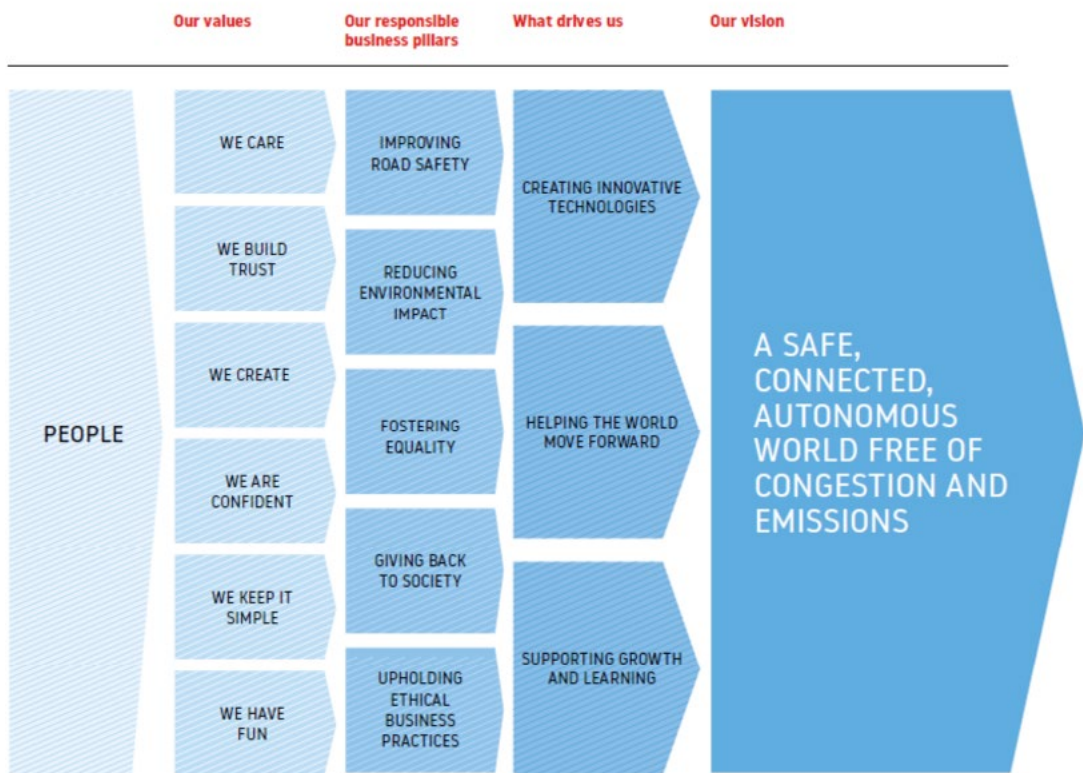 Our values
Our responsible
business pillars
What drives us
Our vision
PEOPLE
WE CARE
WE BUILD
TRUST
WE CREATE
WE ARE
CONFIDENT
WE KEEP IT
SIMPLE
WE HAVE
FUN
IMPROVING
ROAD SAFETY
REDUCING
ENVIRONMENTAL
IMPACT
FOSTERING
EQUALITY
GIVING BACK
TO SOCIETY
UPHOLDING
ETHICAL
BUSINESS
PRACTICES
CREATING INNOVATIVE
TECHNOLOGIES
HELPING THE WORLD
MOVE FORWARD
SUPPORTING GROWTH
AND LEARNING
A SAFE,
CONNECTED,
AUTONOMOUS
WORLD FREE OF
CONGESTION AND
EMISSIONS